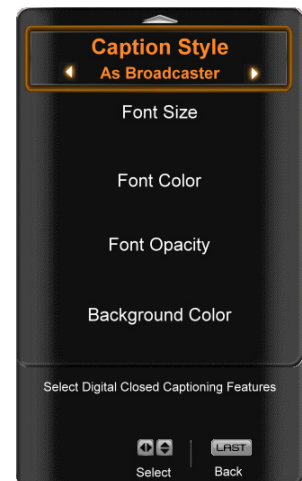 Caption Style
As Broadcaster
Font Size
Font Color
Font Opacity
Background Color
Select Digital Closed Captioning Features
LAST
Select
Back